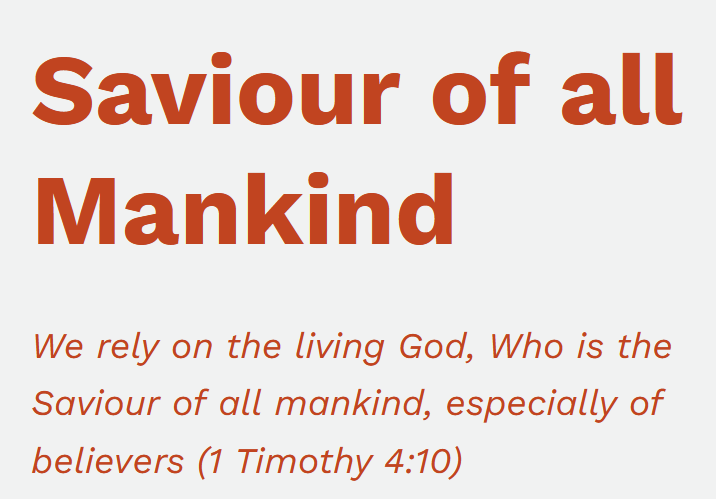 Saviour of all
Mankind
We rely on the living God, Who is the
Saviour of all mankind, especially of
believers (1 Timothy 4:10)